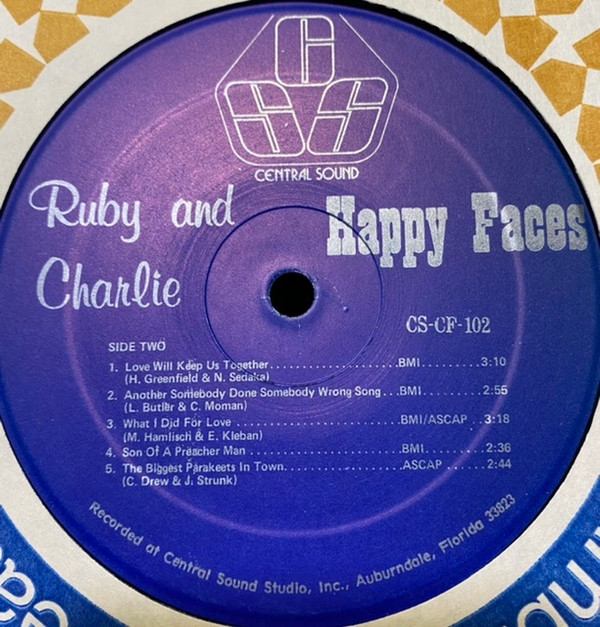 CSS
CENTRAL SOUND
Ruby and
Charlie
Happy Faces
CS-CF-102
SIDE TWO
1. Love Will Keep Us Together....................BMI..........3:10
(H. Greenfield & N. Sedaka)
2. Another Somebody Done Somebody Wrong Song...BMI..........2:55
(L. Butler & C. Moman)
3. What I Did For Love..........................BMI/ASCAP ..3:18
(M. Hamlisch & E. Kleban)
4. Son Of A Preacher Man........................BMI..........2:36
5. The Biggest Parakeets In Town................ASCAP.......2:44
(C. Drew & J. Strunk)
Recorded at Central Sound Studio, Inc., Auburndale, Florida 33823